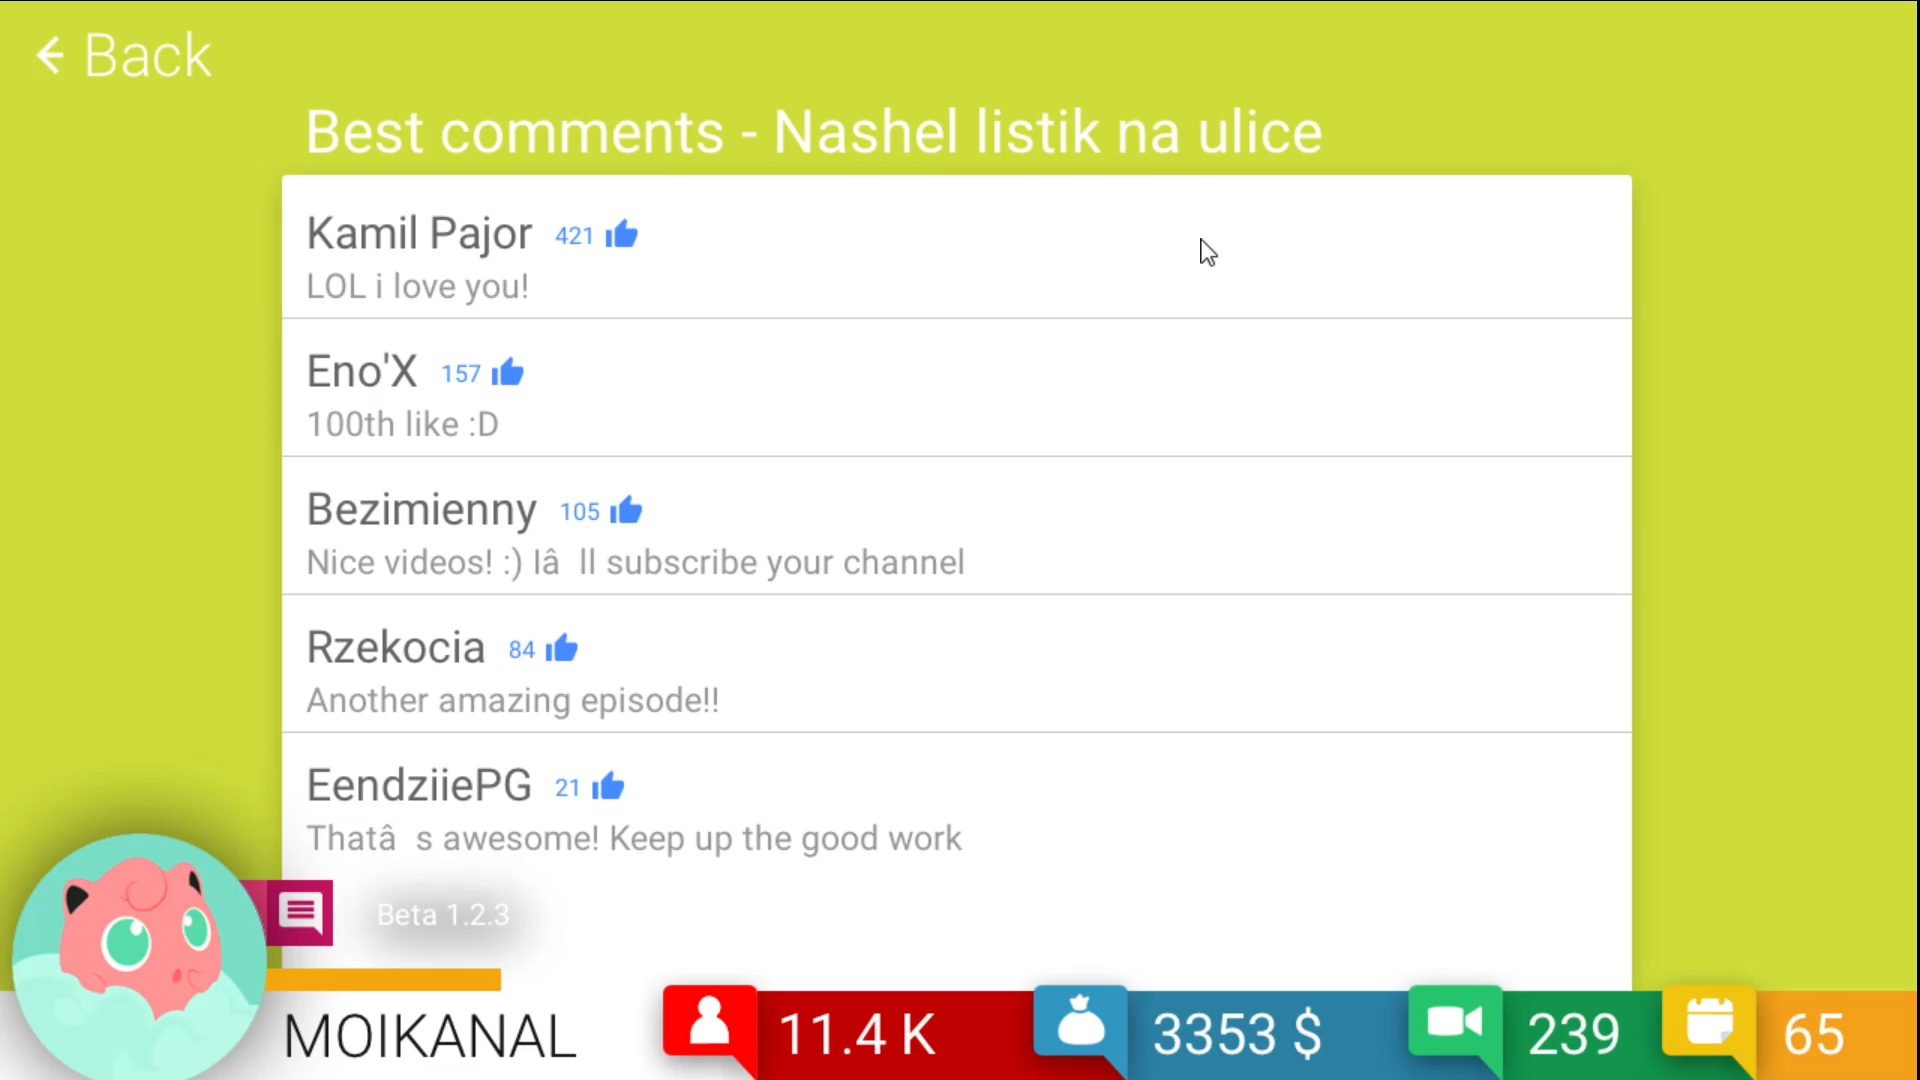 Back
Best comments - Nashel listik na ulice
Kamil Pajor 421
LOL i love you!
Eno'X 157
100th like :D
Bezimienny 105
Nice videos! :) Iâ ll subscribe your channel
Rzekocia 84
Another amazing episode!!
EendziiePG 21
Thatâ s awesome! Keep up the good work
Beta 1.2.3
MOIKANAL 11.4 K 3353 $ 239 65